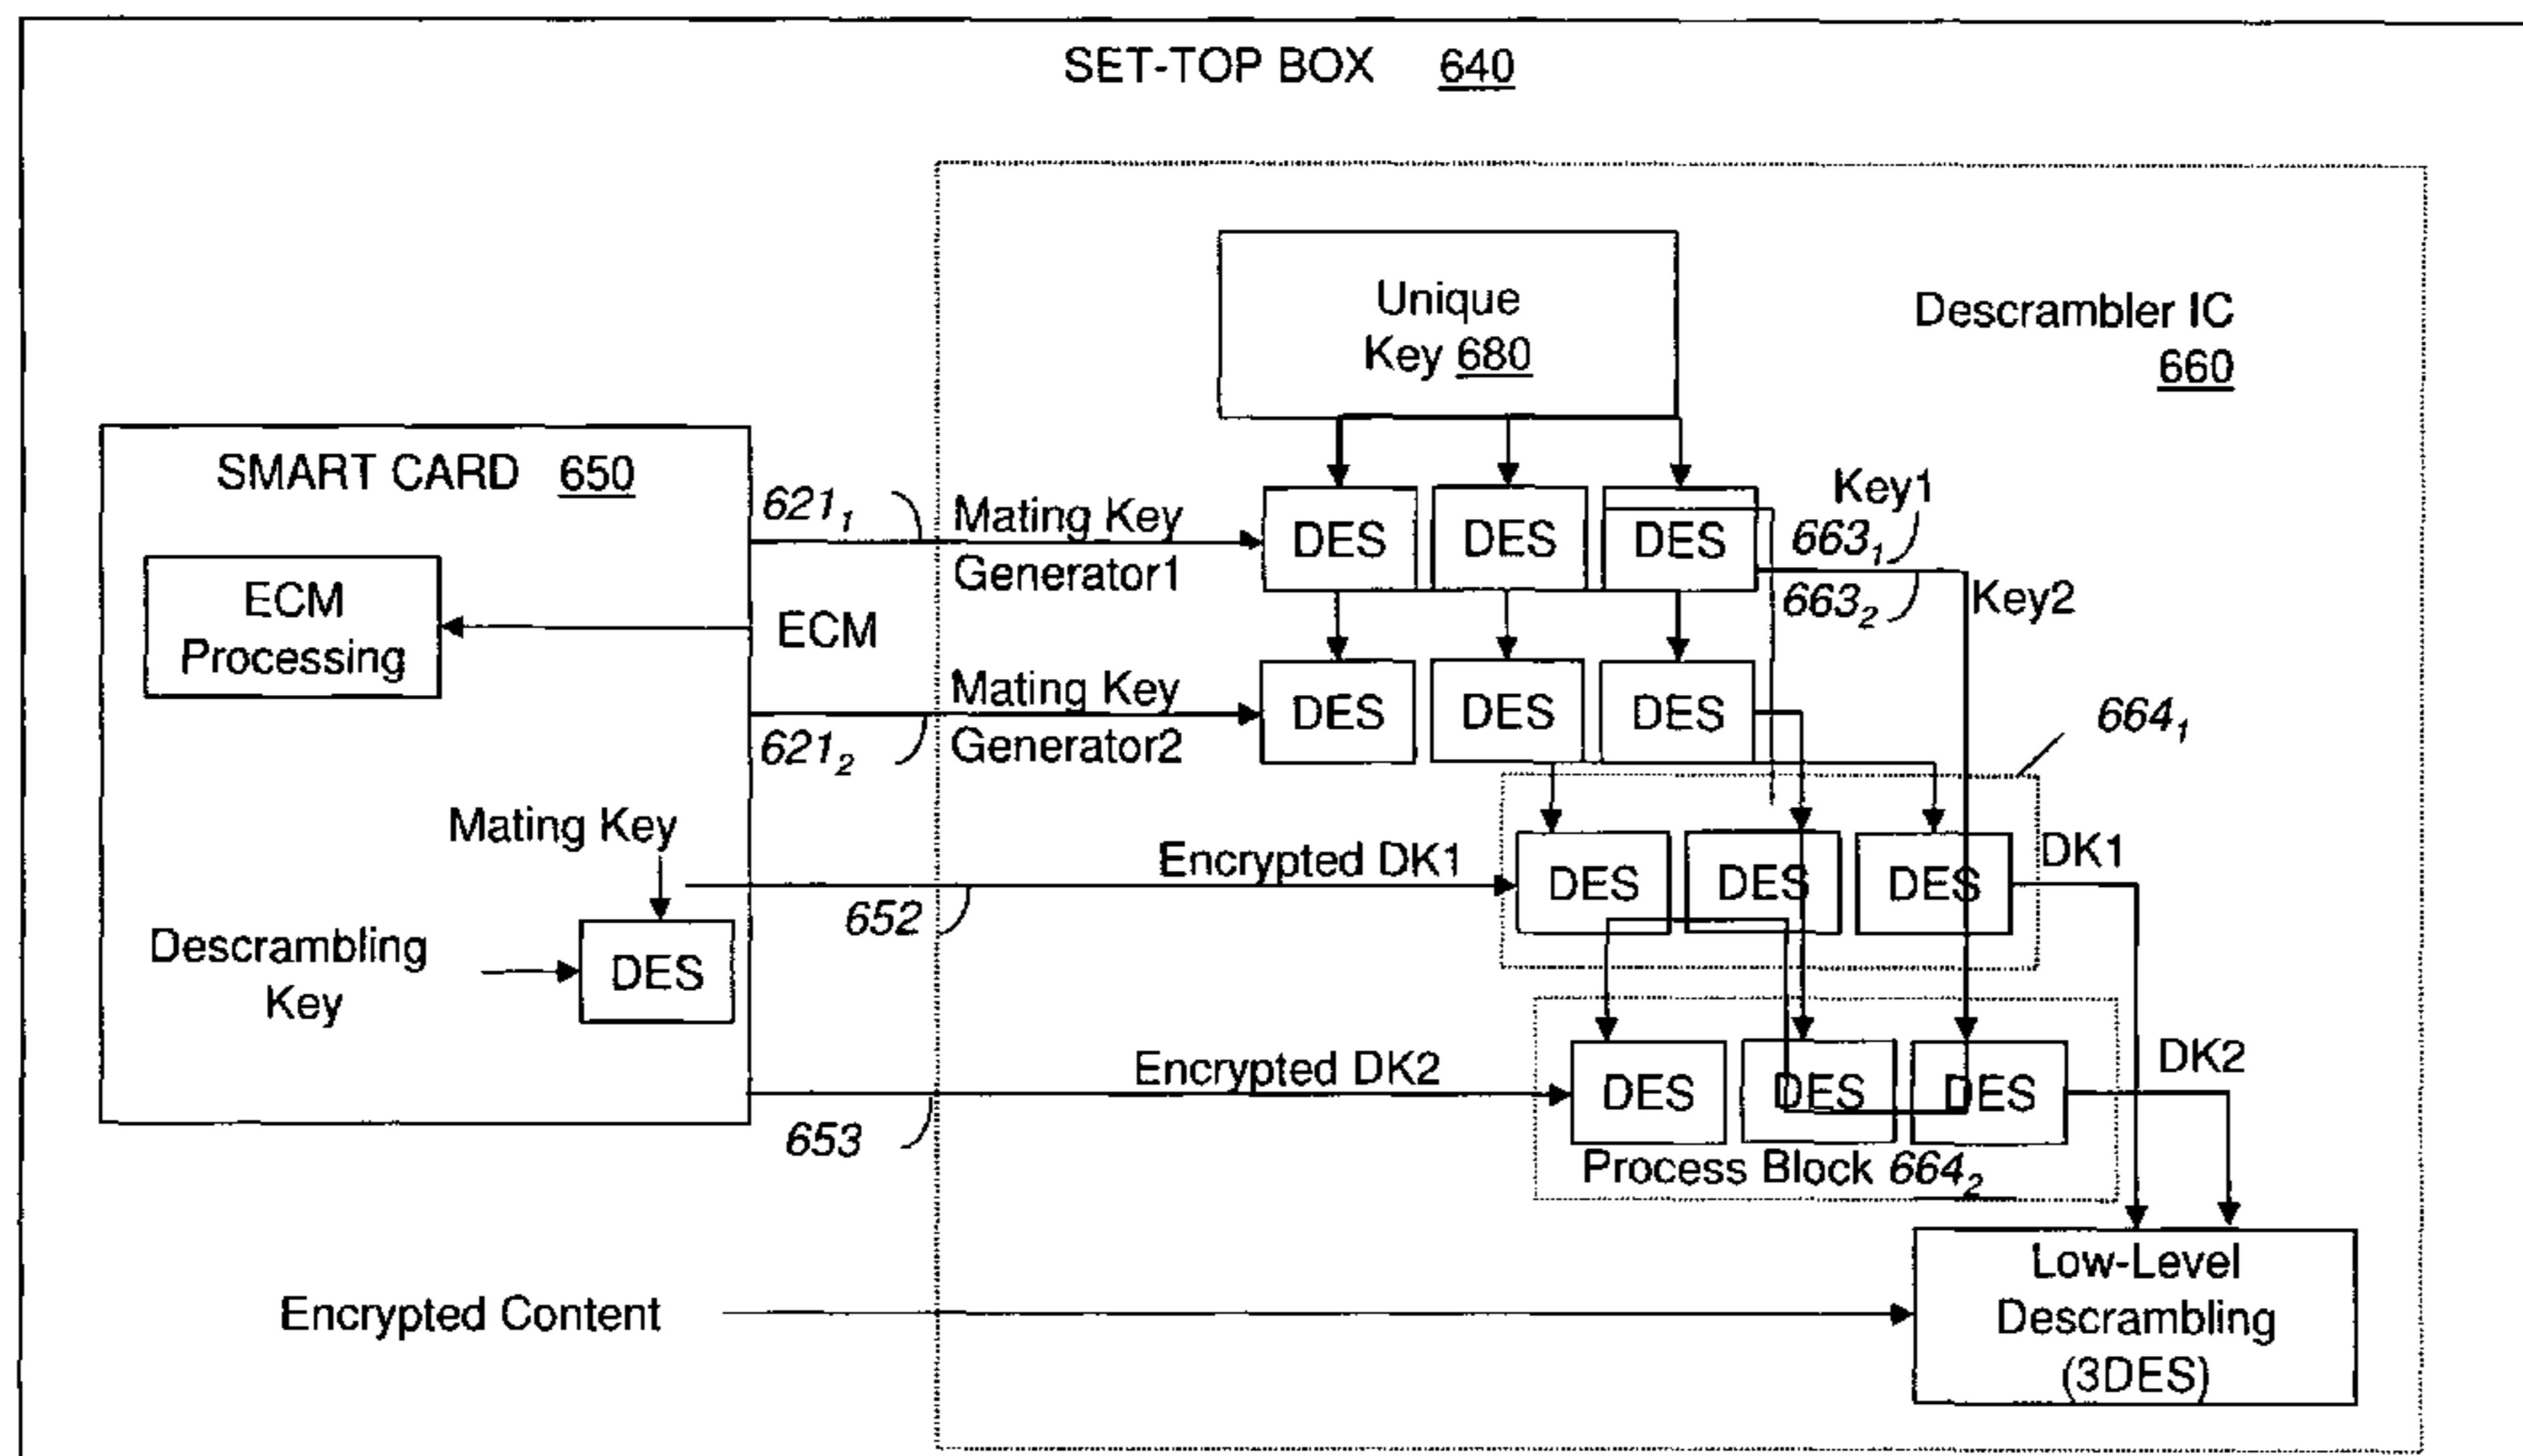 SET-TOP BOX 640
Unique
Key 680
Descrambler IC
660
SMART CARD 650
ECM
Processing
ECM
621₁
Mating Key
Generator1
621₂
Mating Key
Generator2
DES DES DES
Key1
663₁
663₂
Key2
DES DES DES
664₁
Mating Key
Descrambling
Key
DES
Encrypted DK1
652
DES DES DES
DK1
Encrypted DK2
653
DES DES DES
DK2
Process Block 664₂
Encrypted Content
Low-Level
Descrambling
(3DES)